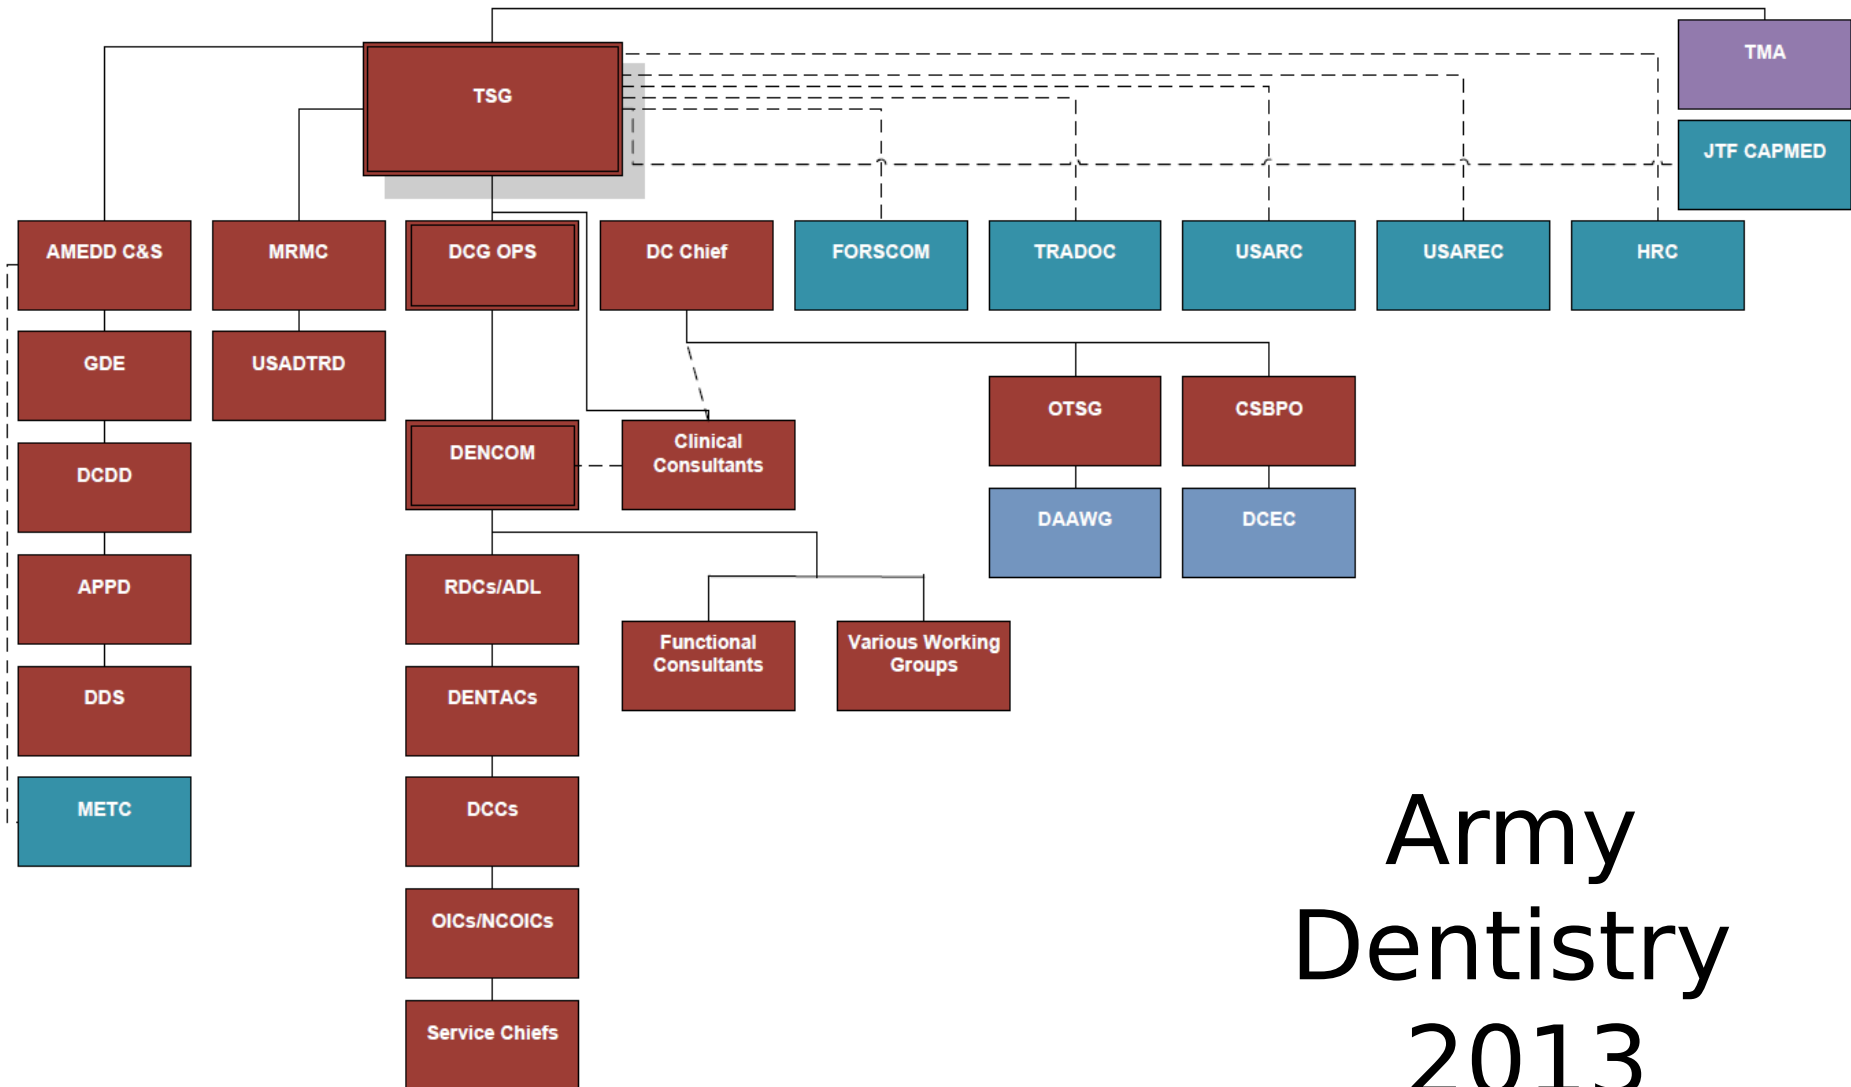 TMA
TSG
JTF CAPMED
AMEDD C&S
MRMC
DCG OPS
DC Chief
FORSCOM
TRADOC
USARC
USAREC
HRC
GDE
USADTRD
OTSG
CSBPO
DENCOM
Clinical
Consultants
DCDD
DAAWG
DCEC
APPD
RDCs/ADL
Functional
Consultants
Various Working
Groups
DDS
DENTACs
METC
DCCs
OICs/NCOICs
Service Chiefs
Army
Dentistry
2013